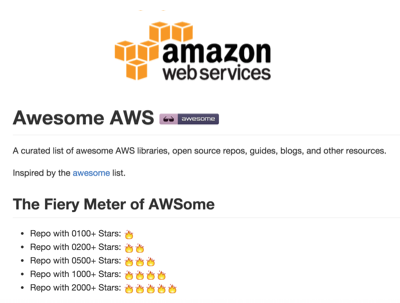 amazon
webservices
Awesome AWS awesome
A curated list of awesome AWS libraries, open source repos, guides, blogs, and other resources.
Inspired by the awesome list.
The Fiery Meter of AWSome
Repo with 0100+ Stars: 🔥
Repo with 0200+ Stars: 🔥🔥
Repo with 0500+ Stars: 🔥🔥🔥
Repo with 1000+ Stars: 🔥🔥🔥🔥
Repo with 2000+ Stars: 🔥🔥🔥🔥🔥